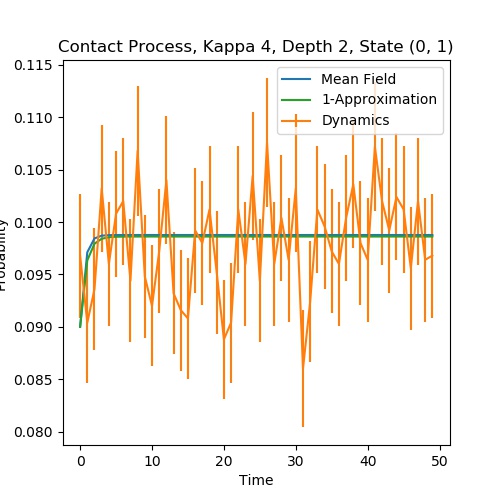 Contact Process, Kappa 4, Depth 2, State (0, 1)
Mean Field
1-Approximation
Dynamics
Probability
0.115
0.110
0.105
0.100
0.095
0.090
0.085
0.080
0 10 20 30 40 50
Time